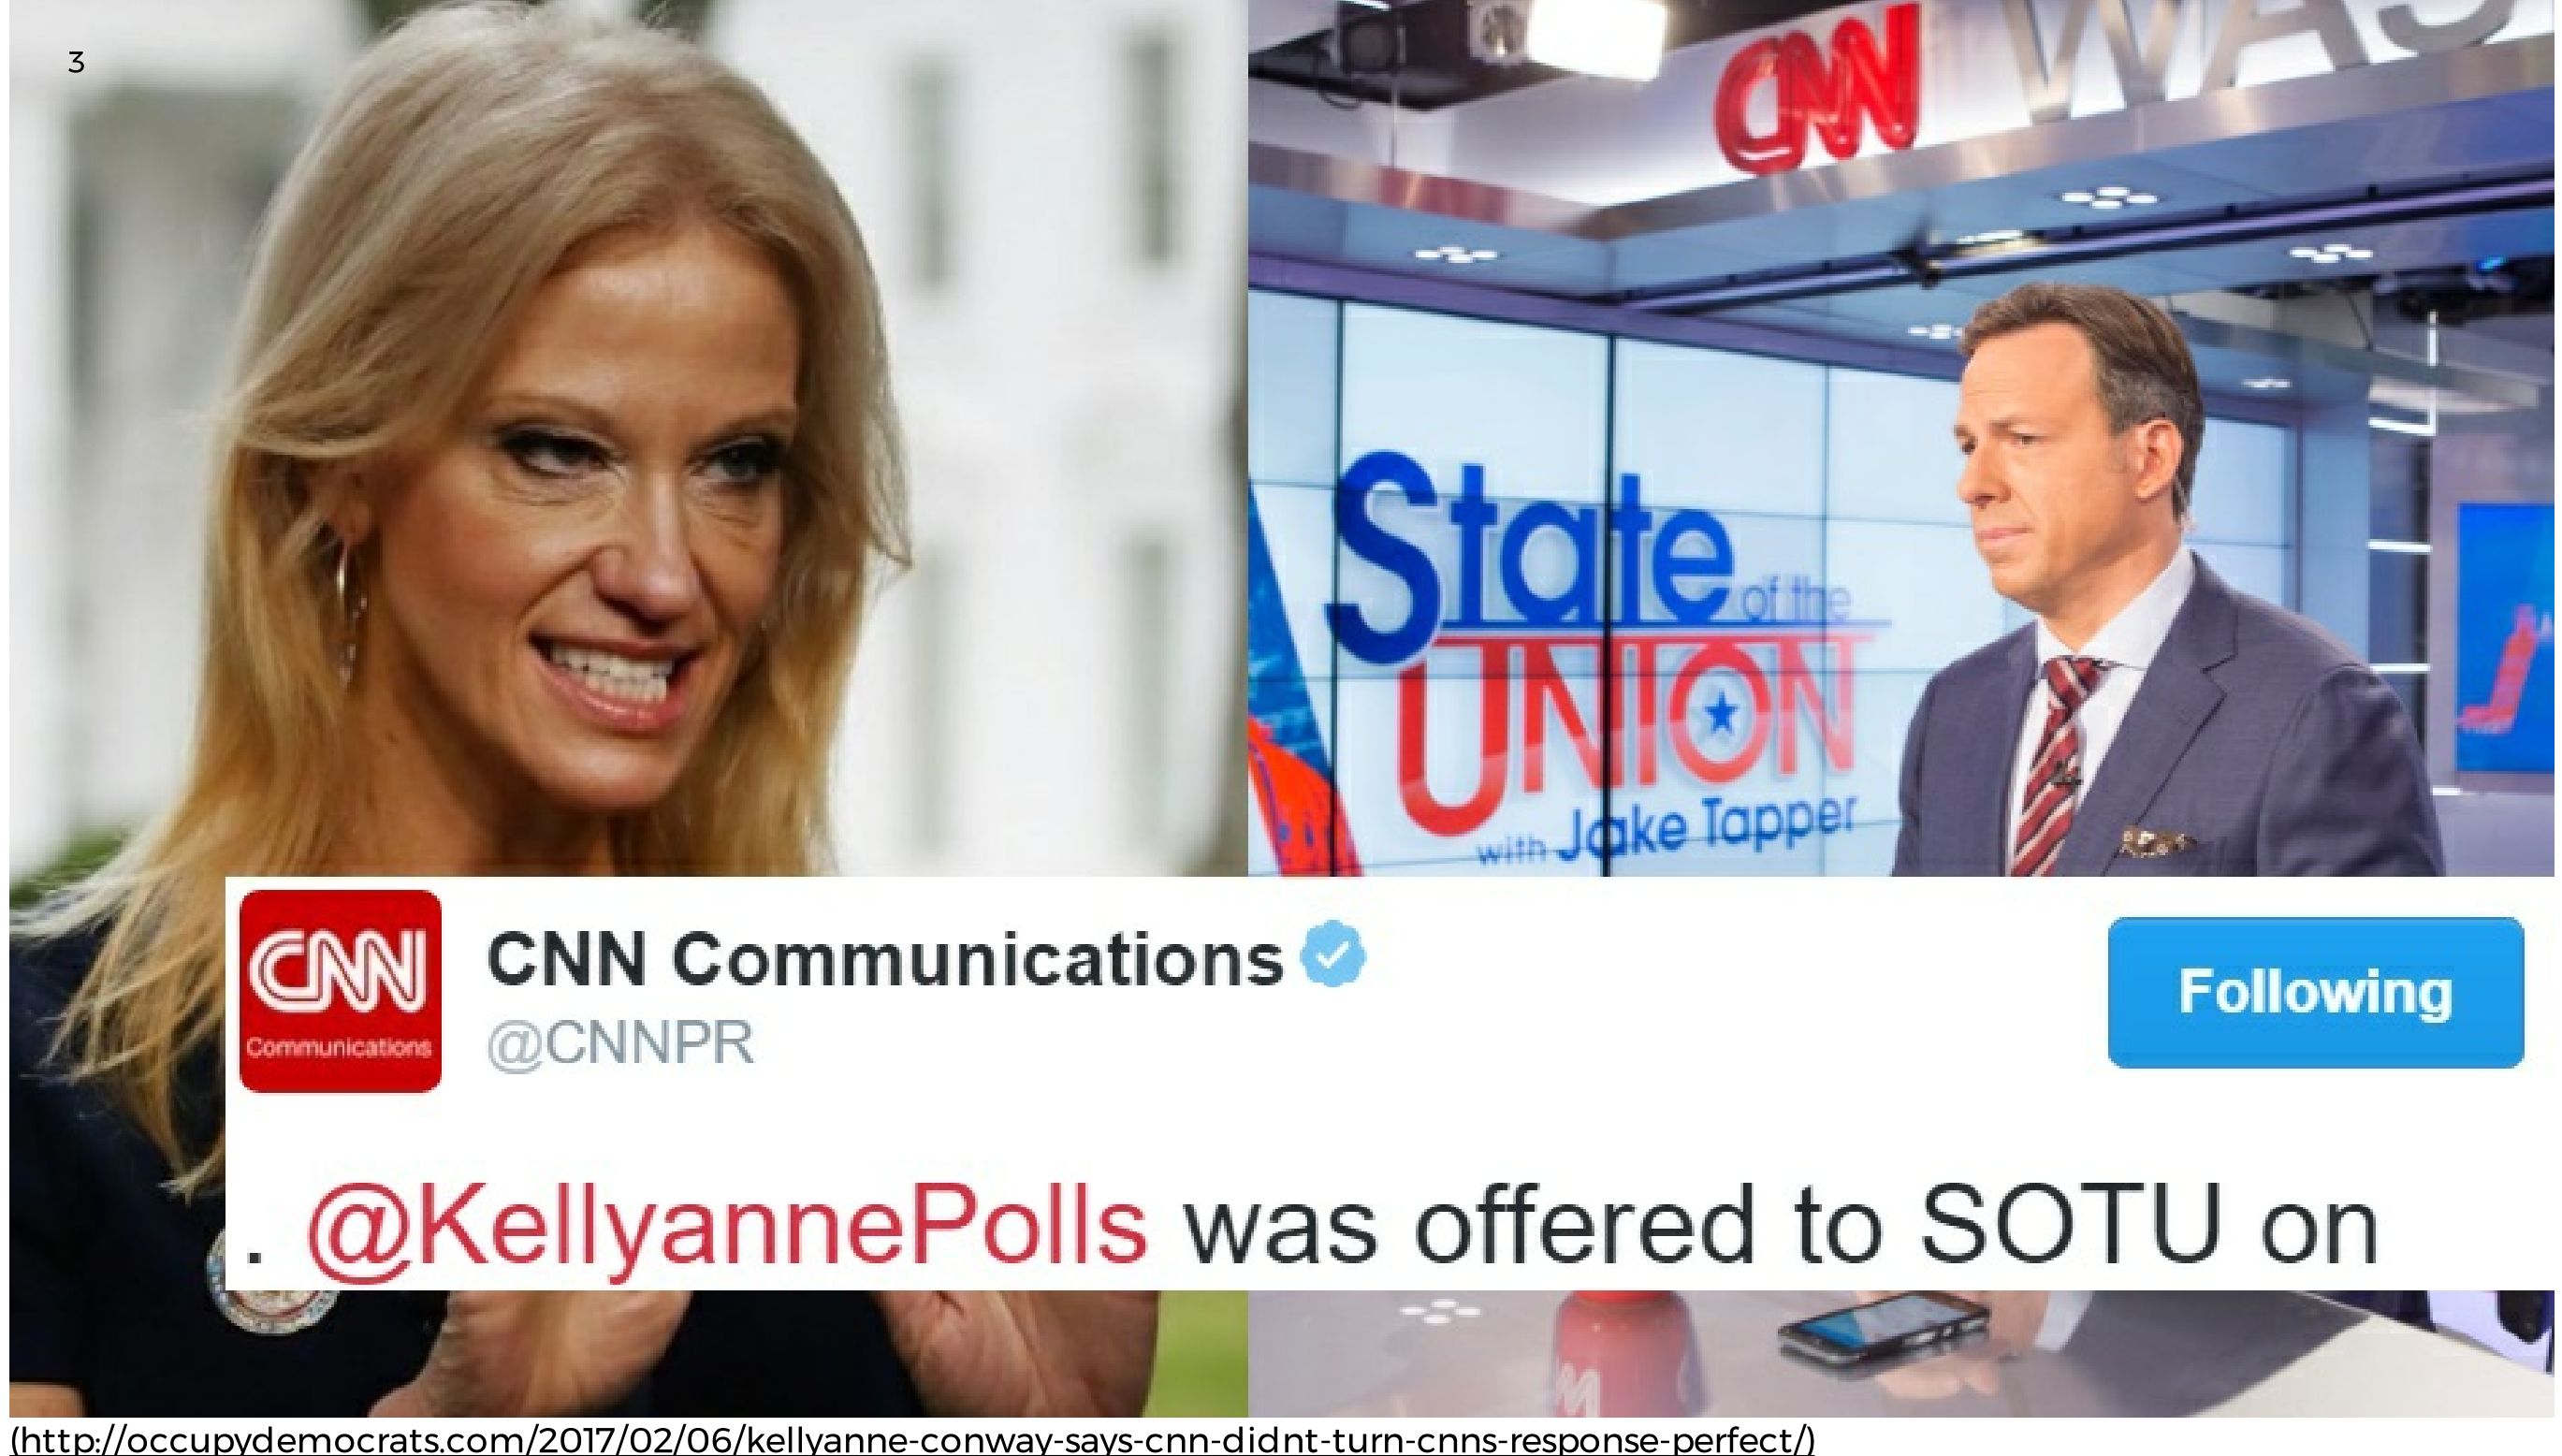 3
CNN WAS
State of the
UNION
with Jake Tapper
CNN
Communications
CNN Communications
@CNNPR
Following
. @KellyannePolls was offered to SOTU on
(http://occupydemocrats.com/2017/02/06/kellyanne-conway-says-cnn-didnt-turn-cnns-response-perfect/)